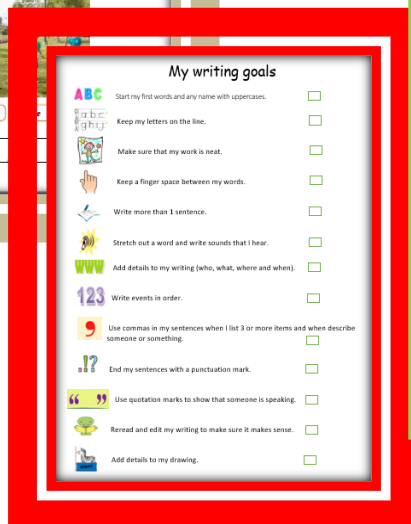 My writing goals
ABC Start my first words and any name with uppercases.
Keep my letters on the line.
Make sure that my work is neat.
Keep a finger space between my words.
Write more than 1 sentence.
Stretch out a word and write sounds that I hear.
WWW Add details to my writing (who, what, where and when).
123 Write events in order.
, Use commas in my sentences when I list 3 or more items and when describe
someone or something.
.!? End my sentences with a punctuation mark.
“ ” Use quotation marks to show that someone is speaking.
Reread and edit my writing to make sure it makes sense.
Add details to my drawing.